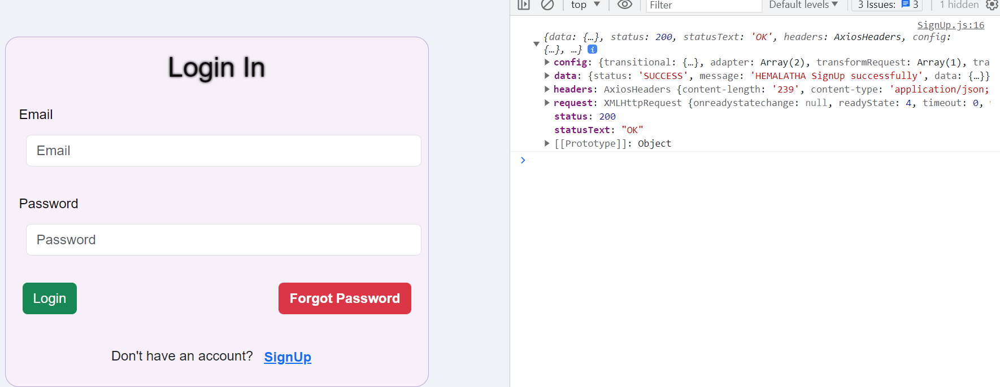 Login In
Email
Email
Password
Password
Login
Forgot Password
Don't have an account? SignUp
top
Filter
Default levels
3 Issues: 3
1 hidden
SignUp.js:16
{data: {…}, status: 200, statusText: 'OK', headers: AxiosHeaders, config:
{…}, …}
config: {transitional: {…}, adapter: Array(2), transformRequest: Array(1), tra
data: {status: 'SUCCESS', message: 'HEMALATHA SignUp successfully', data: {…}}
headers: AxiosHeaders {content-length: '239', content-type: 'application/json;
request: XMLHttpRequest {onreadystatechange: null, readyState: 4, timeout: 0,
status: 200
statusText: "OK"
[[Prototype]]: Object